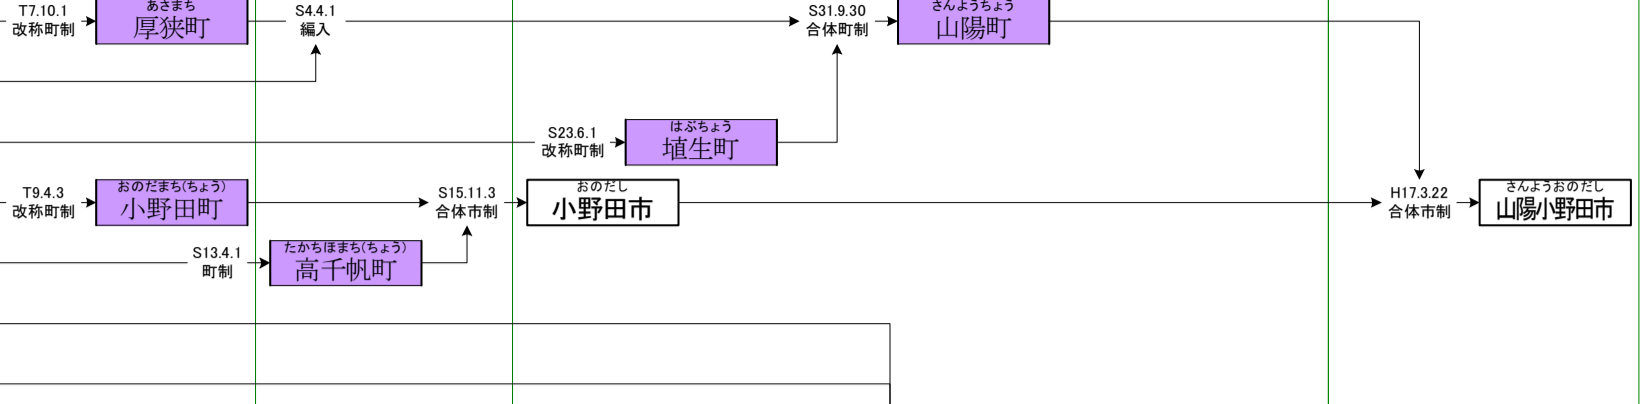 T7.10.1
改称町制
あさまち
厚狭町
S4.4.1
編入
S31.9.30
合体町制
さんようちょう
山陽町
S23.6.1
改称町制
はぶちょう
埴生町
T9.4.3
改称町制
おのだまち(ちょう)
小野田町
S15.11.3
合体市制
おのだし
小野田市
H17.3.22
合体市制
さんようおのだし
山陽小野田市
S13.4.1
町制
たかちほまち(ちょう)
高千帆町